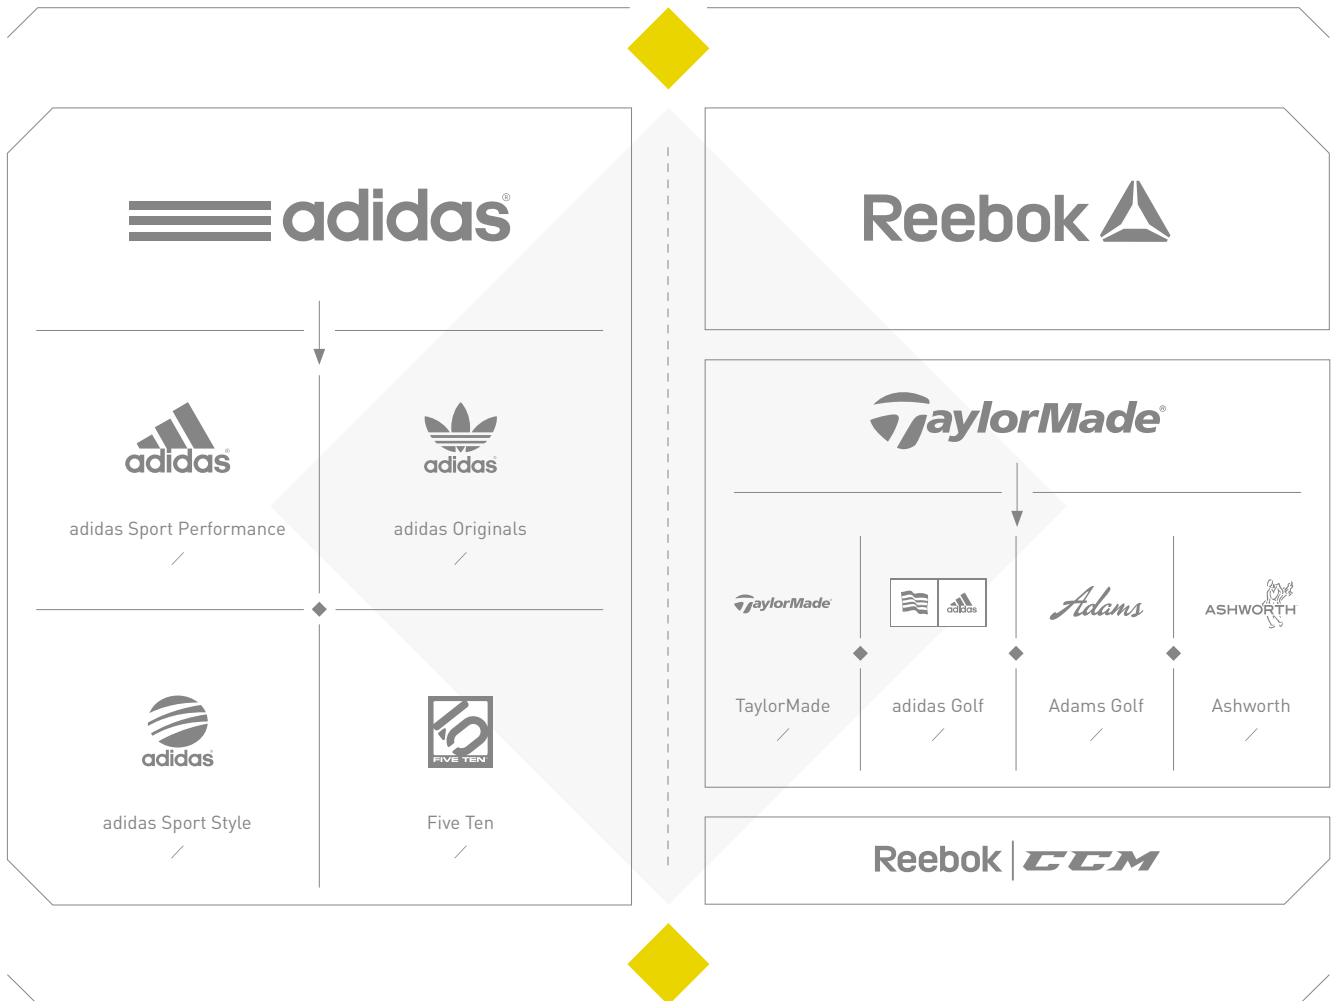 adidas®
adidas®
adidas Sport Performance
adidas®
adidas Originals
adidas®
adidas Sport Style
FIVE TEN
Five Ten
Reebok
TaylorMade®
TaylorMade
TaylorMade
adidas
adidas Golf
Adams
Adams Golf
ASHWORTH
Ashworth
Reebok CCM